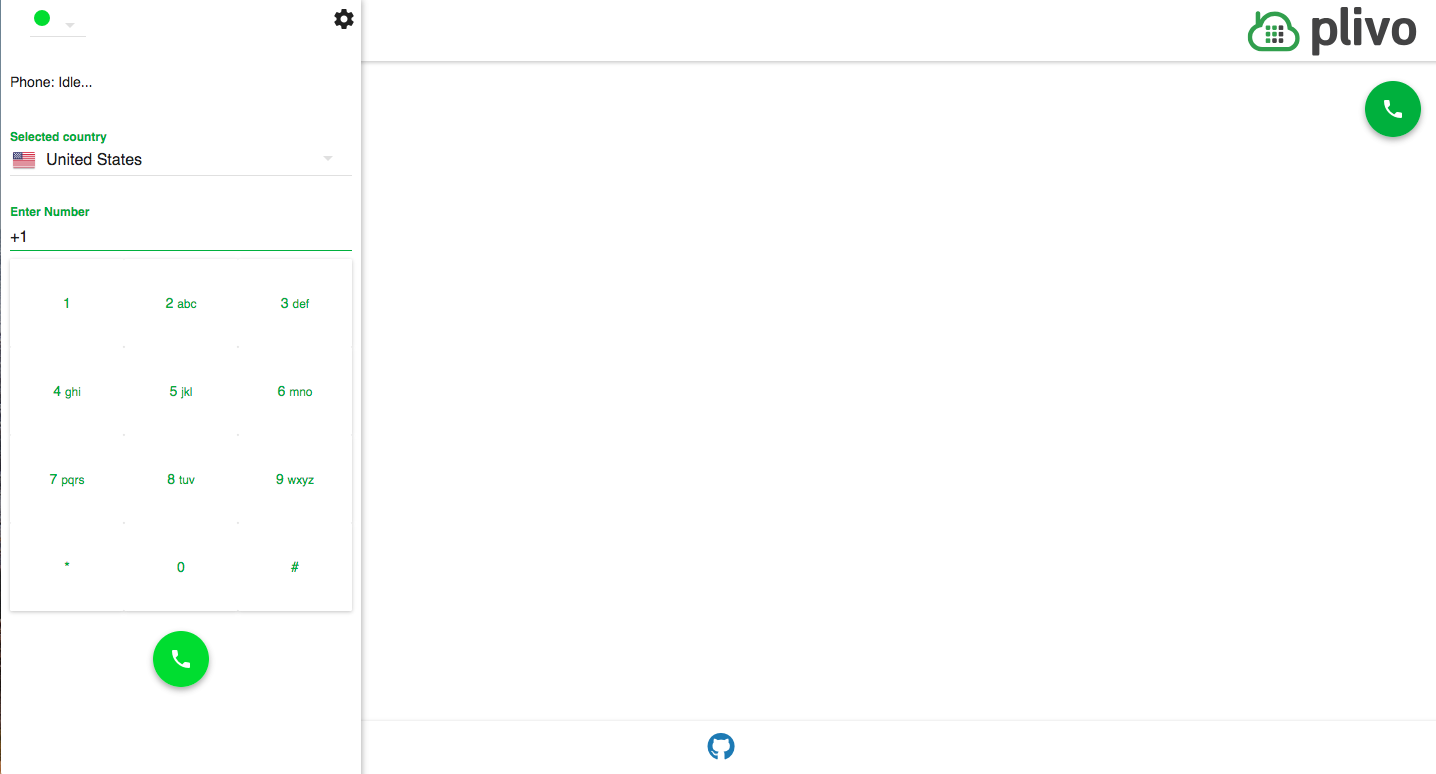 plivo
Phone: Idle...
Selected country
United States
Enter Number
+1
1 2 abc 3 def
4 ghi 5 jkl 6 mno
7 pqrs 8 tuv 9 wxyz
* 0 #